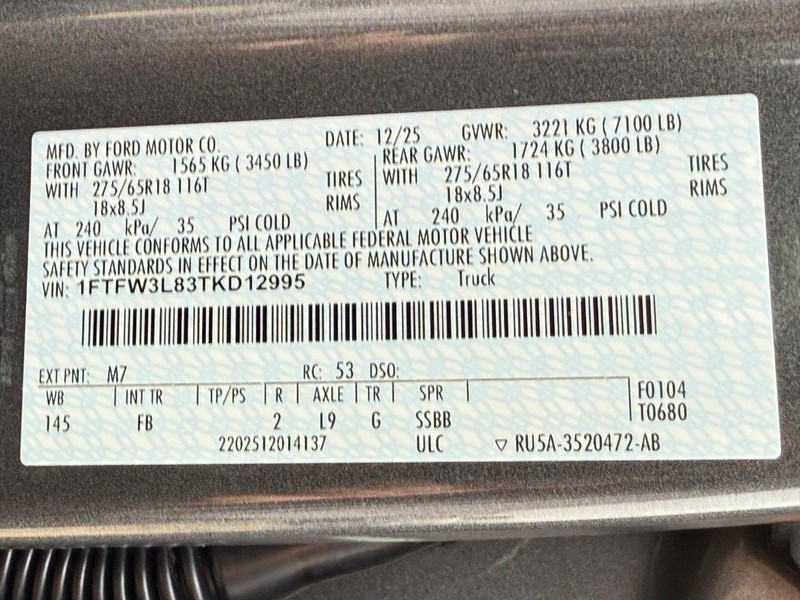 MFD. BY FORD MOTOR CO. DATE: 12/25 GVWR: 3221 KG ( 7100 LB)
FRONT GAWR: 1565 KG ( 3450 LB) REAR GAWR: 1724 KG ( 3800 LB)
WITH 275/65R18 116T TIRES WITH 275/65R18 116T TIRES
18x8.5J RIMS 18x8.5J RIMS
AT 240 kPa/ 35 PSI COLD AT 240 kPa/ 35 PSI COLD
THIS VEHICLE CONFORMS TO ALL APPLICABLE FEDERAL MOTOR VEHICLE
SAFETY STANDARDS IN EFFECT ON THE DATE OF MANUFACTURE SHOWN ABOVE.
VIN: 1FTFW3L83TKD12995 TYPE: Truck
EXT PNT: M7 RC: 53 DSO:
WB INT TR TP/PS R AXLE TR SPR F0104
145 FB 2 L9 G SSBB T0680
2202512014137 ULC ▽ RU5A-3520472-AB